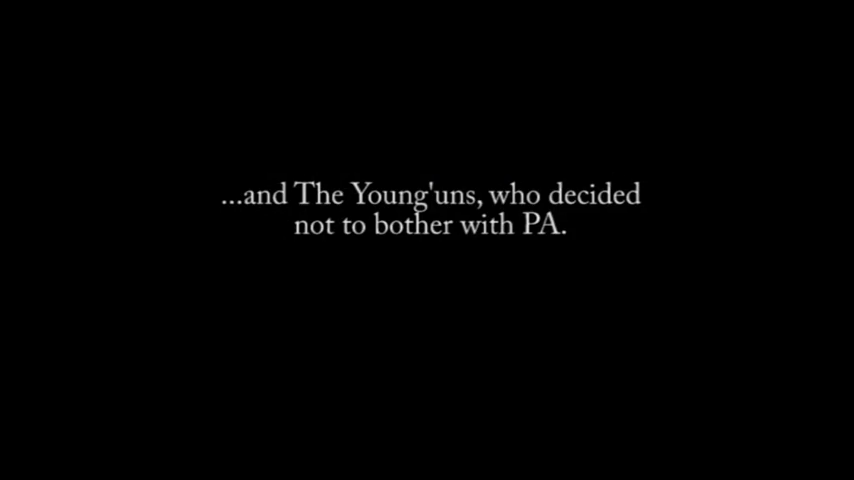 ...and The Young'uns, who decided
not to bother with PA.